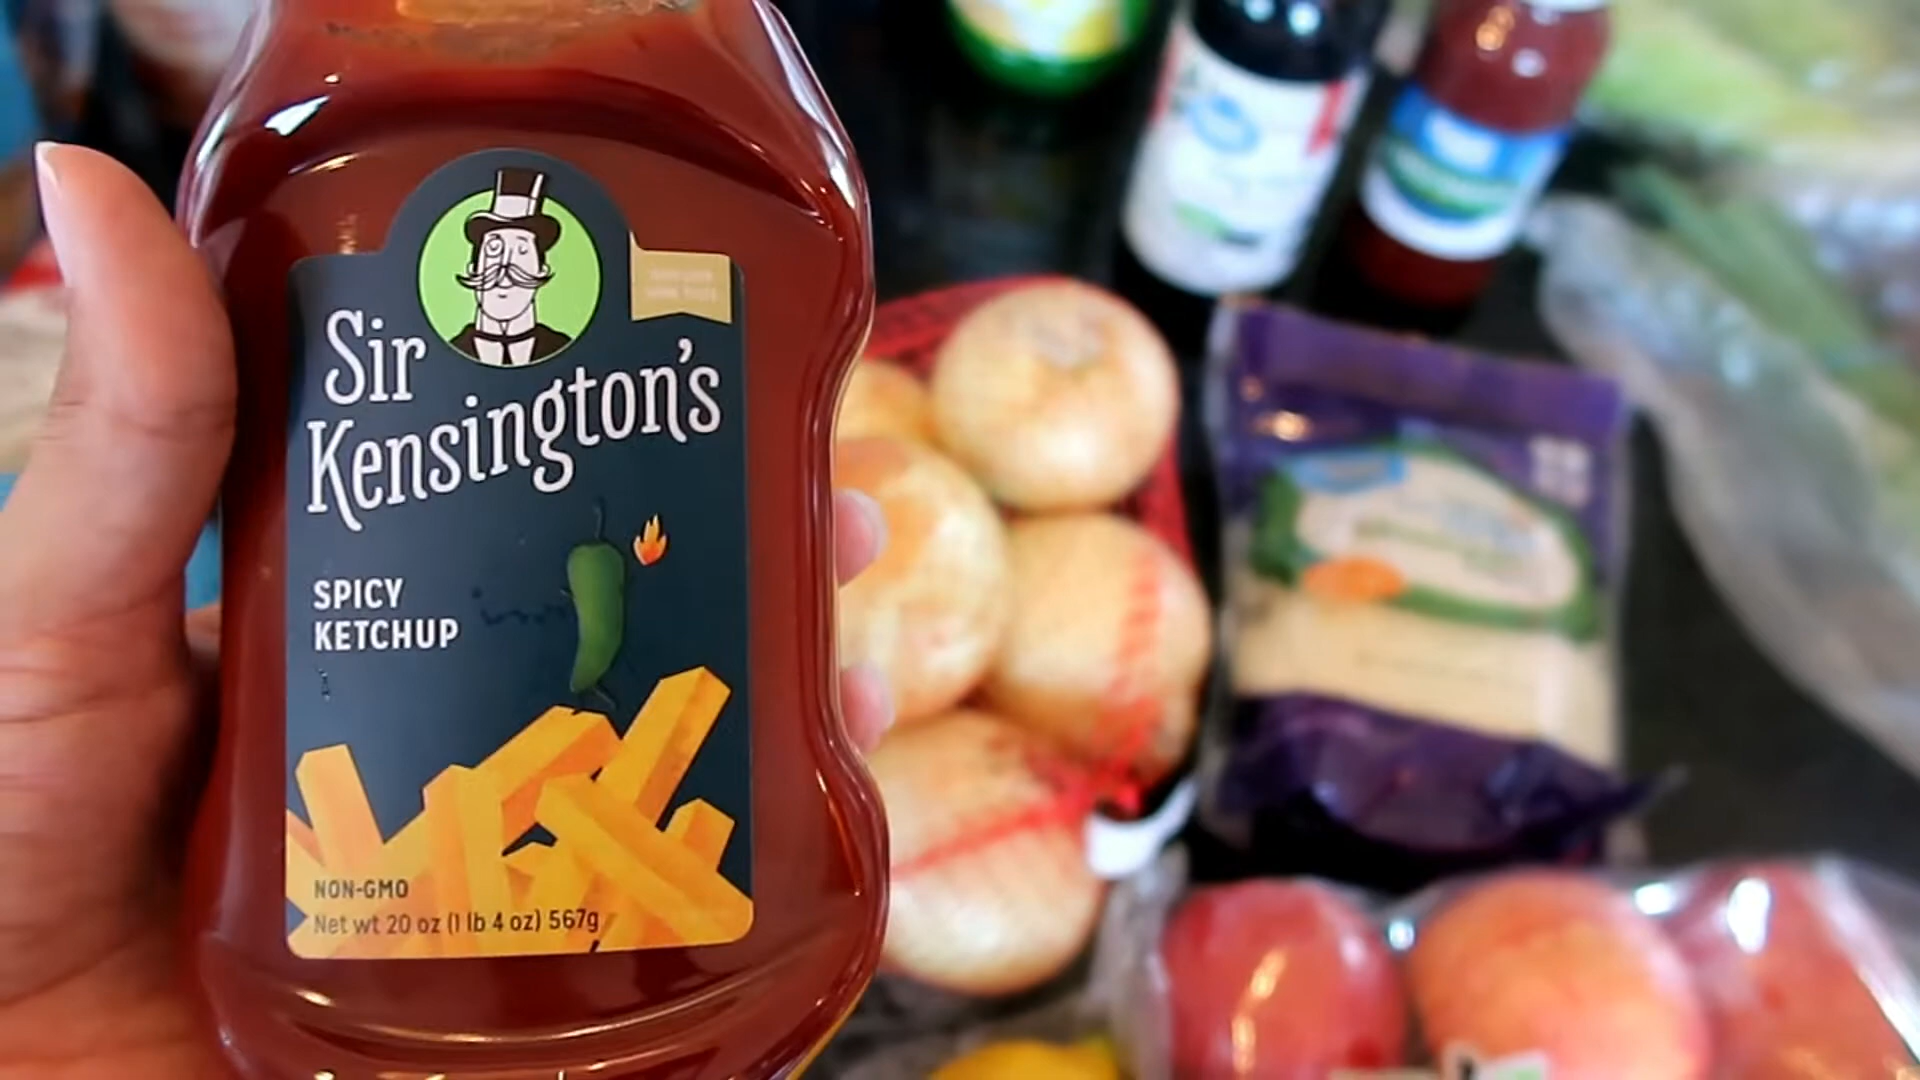 Sir
Kensington's
SPICY
KETCHUP
NON-GMO
Net wt 20 oz (1 lb 4 oz) 567g